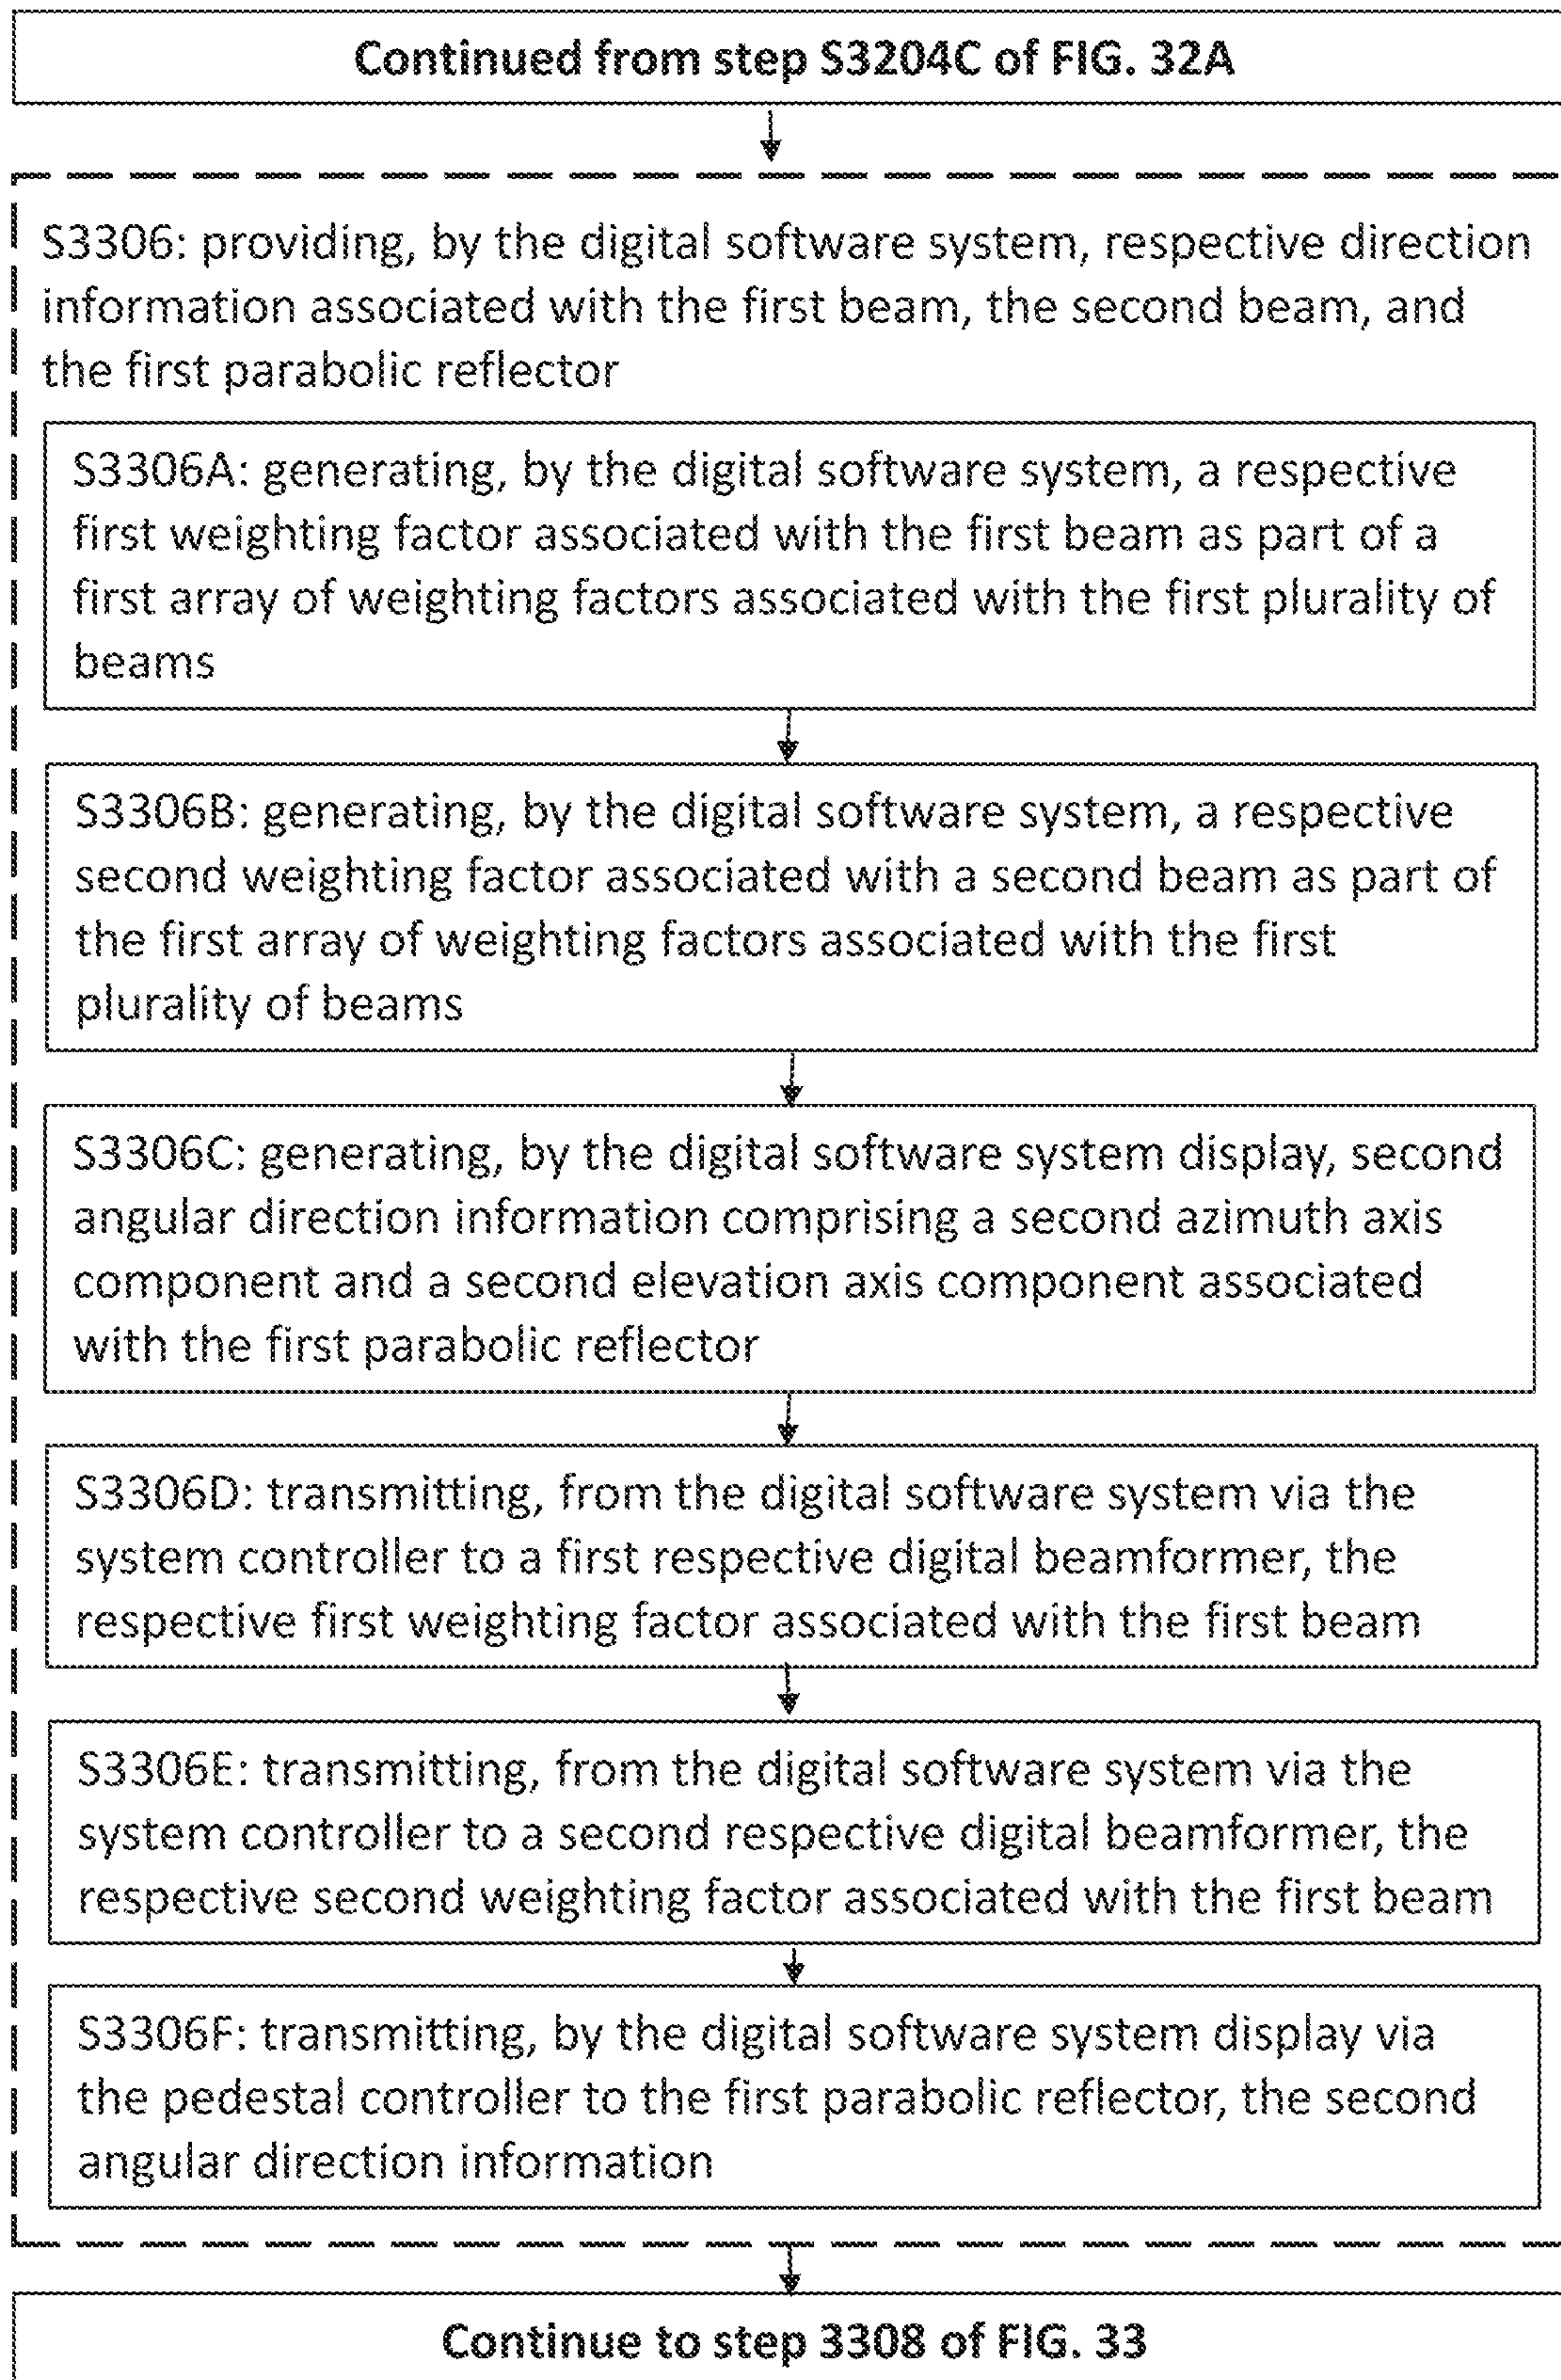 Continued from step S3204C of FIG. 32A
S3306: providing, by the digital software system, respective direction
information associated with the first beam, the second beam, and
the first parabolic reflector
S3306A: generating, by the digital software system, a respective
first weighting factor associated with the first beam as part of a
first array of weighting factors associated with the first plurality of
beams
S3306B: generating, by the digital software system, a respective
second weighting factor associated with a second beam as part of
the first array of weighting factors associated with the first
plurality of beams
S3306C: generating, by the digital software system display, second
angular direction information comprising a second azimuth axis
component and a second elevation axis component associated
with the first parabolic reflector
S3306D: transmitting, from the digital software system via the
system controller to a first respective digital beamformer, the
respective first weighting factor associated with the first beam
S3306E: transmitting, from the digital software system via the
system controller to a second respective digital beamformer, the
respective second weighting factor associated with the first beam
S3306F: transmitting, by the digital software system display via
the pedestal controller to the first parabolic reflector, the second
angular direction information
Continue to step 3308 of FIG. 33